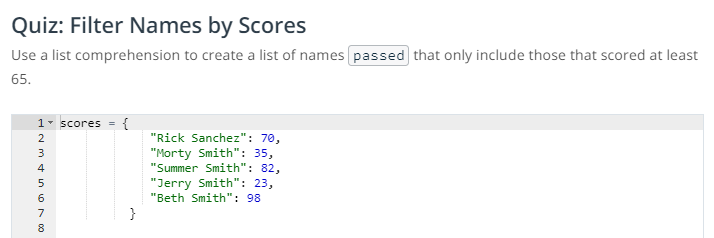 Quiz: Filter Names by Scores
Use a list comprehension to create a list of names passed that only include those that scored at least
65.
1 scores = {
2 "Rick Sanchez": 70,
3 "Morty Smith": 35,
4 "Summer Smith": 82,
5 "Jerry Smith": 23,
6 "Beth Smith": 98
7 }
8